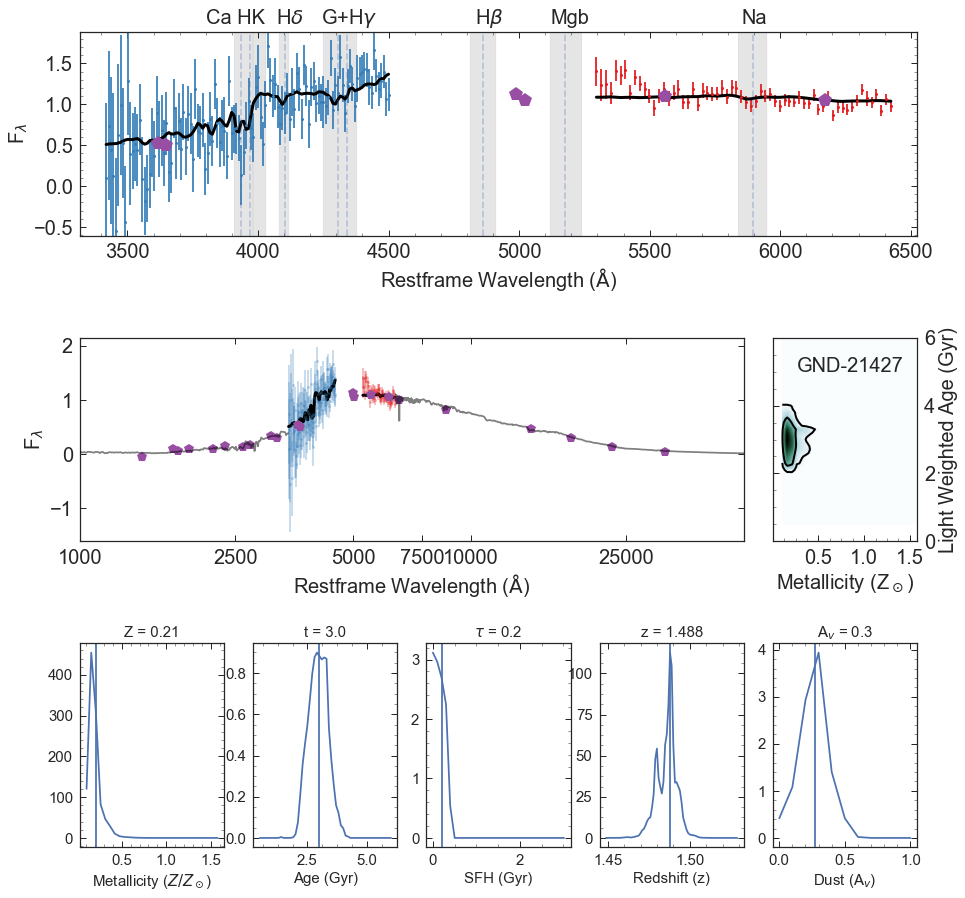 Ca HK Hδ G+Hγ Hβ Mgb Na
1.5
1.0
0.5
0.0
−0.5
F_λ
3500 4000 4500 5000 5500 6000 6500
Restframe Wavelength (Å)
2
1
0
−1
F_λ
1000 2500 5000 7500 10000 25000
Restframe Wavelength (Å)
GND-21427
6
4
2
0
Light Weighted Age (Gyr)
0.5 1.0 1.5
Metallicity (Z_⊙)
Z = 0.21
400
300
200
100
0
0.5 1.0 1.5
Metallicity (Z/Z_⊙)
t = 3.0
0.8
0.6
0.4
0.2
0.0
2.5 5.0
Age (Gyr)
τ = 0.2
3
2
1
0
0 2
SFH (Gyr)
z = 1.488
100
75
50
25
0
1.45 1.50
Redshift (z)
A_v = 0.3
4
3
2
1
0
0.0 0.5 1.0
Dust (A_v)